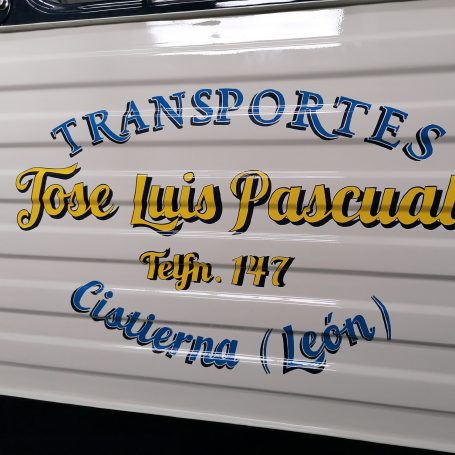 TRANSPORTES
Jose Luis Pascual
Telfn. 147
Cistierna (León)